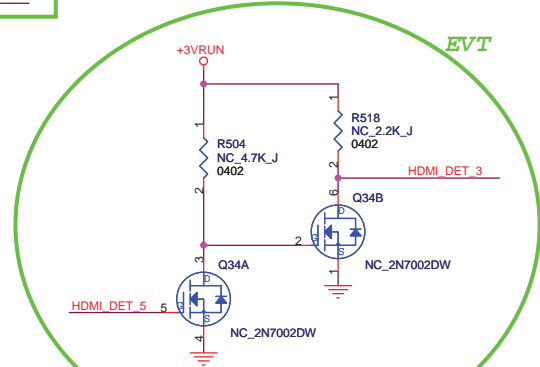 EVT
+3VRUN
1
1
R518
NC_2.2K_J
0402
R504
NC_4.7K_J
0402
2
HDMI_DET_3
2
6
Q34B
D
2
G
S
3
Q34A
1
NC_2N7002DW
D
HDMI_DET_5
5
G
S
NC_2N7002DW
4